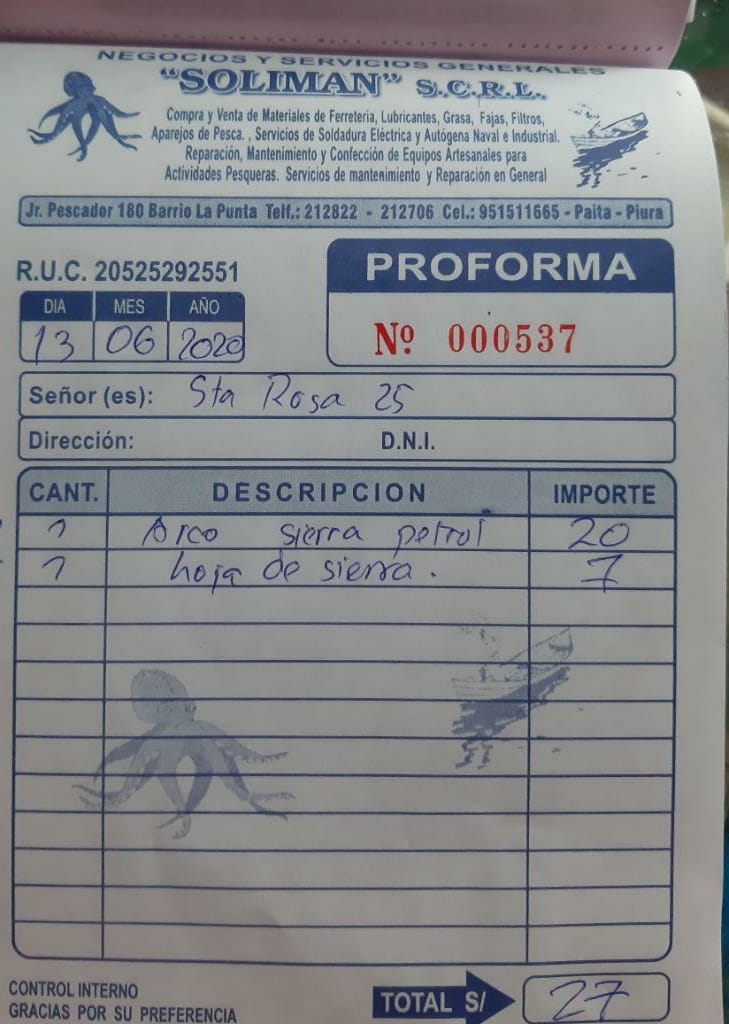 NEGOCIOS Y SERVICIOS GENERALES
"SOLIMAN" S.C.R.L.
Compra y Venta de Materiales de Ferreteria, Lubricantes, Grasa, Fajas, Filtros,
Aparejos de Pesca. , Servicios de Soldadura Eléctrica y Autógena Naval e Industrial.
Reparación, Mantenimiento y Confección de Equipos Artesanales para
Actividades Pesqueras. Servicios de mantenimiento y Reparación en General
Jr. Pescador 180 Barrio La Punta Telf.: 212822 - 212706 Cel.: 951511665 - Paita - Piura
R.U.C. 20525292551
PROFORMA
Nº 000537
DIA MES AÑO
13 06 2020
Señor (es): Sta Rosa 25
Dirección: D.N.I.
CANT. DESCRIPCION IMPORTE
1 Arco sierra petrul 20
1 hoja de sierra. 7
CONTROL INTERNO
GRACIAS POR SU PREFERENCIA
TOTAL S/ 27